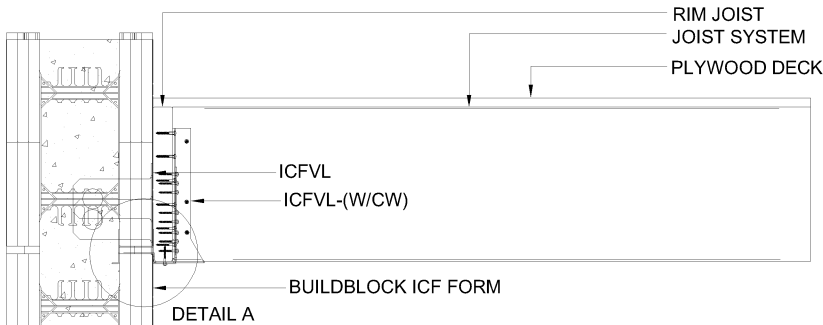 RIM JOIST
JOIST SYSTEM
PLYWOOD DECK
ICFVL
ICFVL-(W/CW)
BUILDBLOCK ICF FORM
DETAIL A